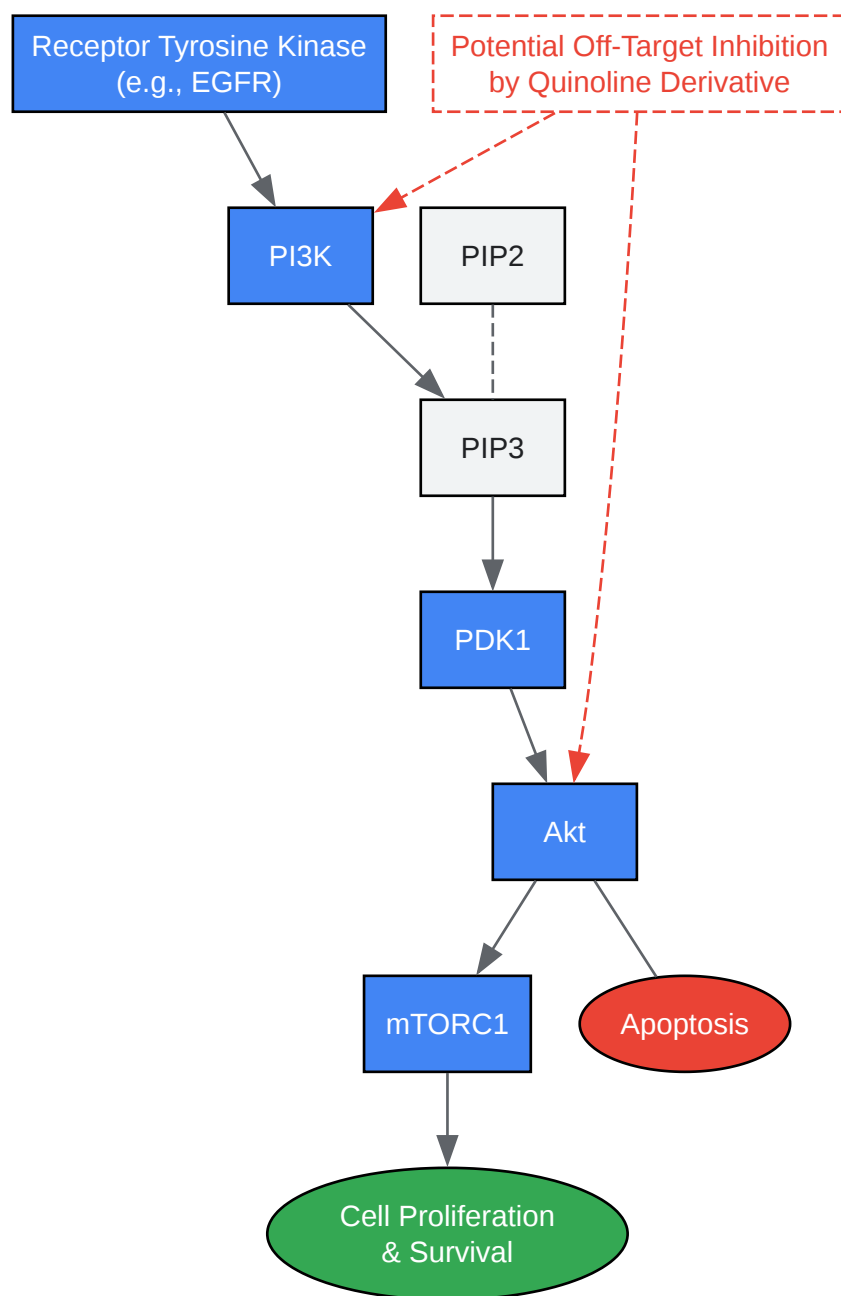 Receptor Tyrosine Kinase
(e.g., EGFR)
Potential Off-Target Inhibition
by Quinoline Derivative
PI3K
PIP2
PIP3
PDK1
Akt
mTORC1
Apoptosis
Cell Proliferation
& Survival